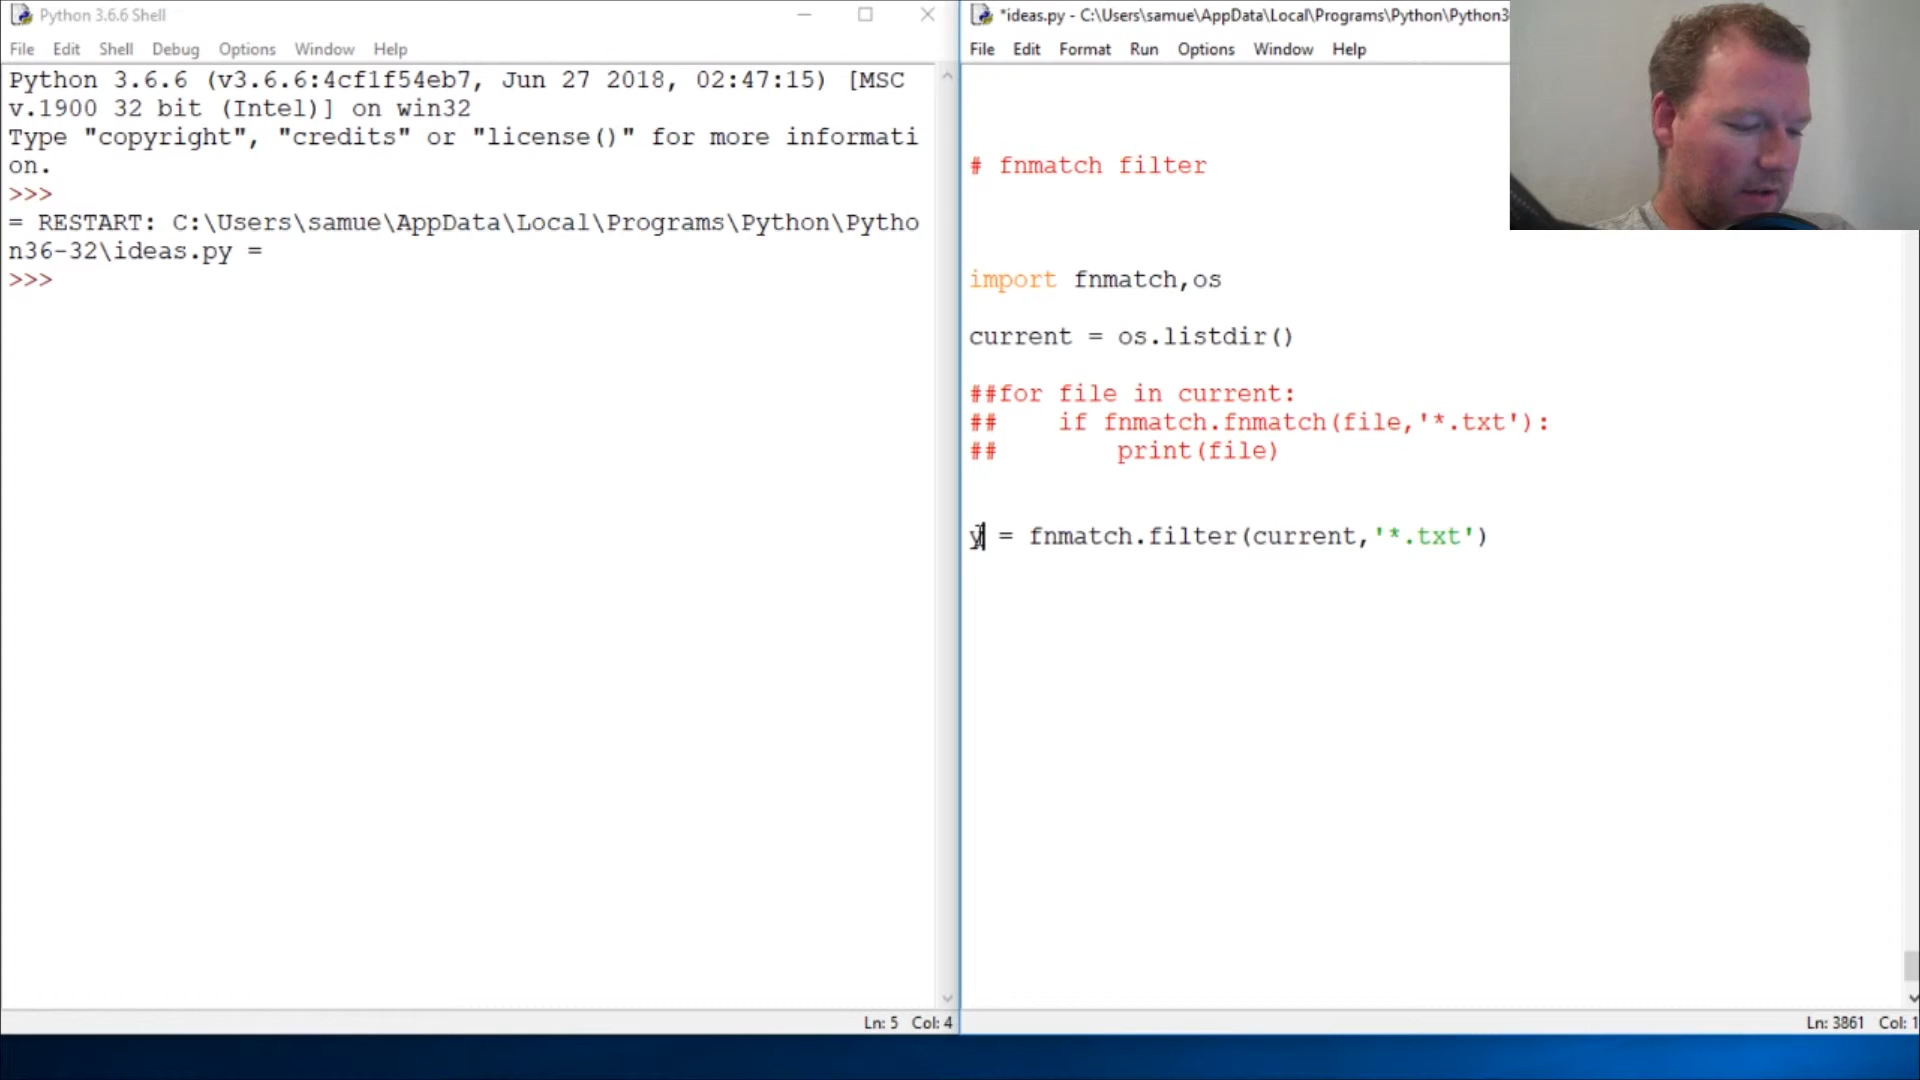 Python 3.6.6 Shell
File Edit Shell Debug Options Window Help
Python 3.6.6 (v3.6.6:4cf1f54eb7, Jun 27 2018, 02:47:15) [MSC
v.1900 32 bit (Intel)] on win32
Type "copyright", "credits" or "license()" for more informati
on.
>>>
= RESTART: C:\Users\samue\AppData\Local\Programs\Python\Pytho
n36-32\ideas.py =
>>>
Ln: 5 Col: 4
*ideas.py - C:\Users\samue\AppData\Local\Programs\Python\Python3
File Edit Format Run Options Window Help
# fnmatch filter
import fnmatch,os
current = os.listdir()
##for file in current:
##    if fnmatch.fnmatch(file,'*.txt'):
##        print(file)
y = fnmatch.filter(current,'*.txt')
Ln: 3861 Col: 1